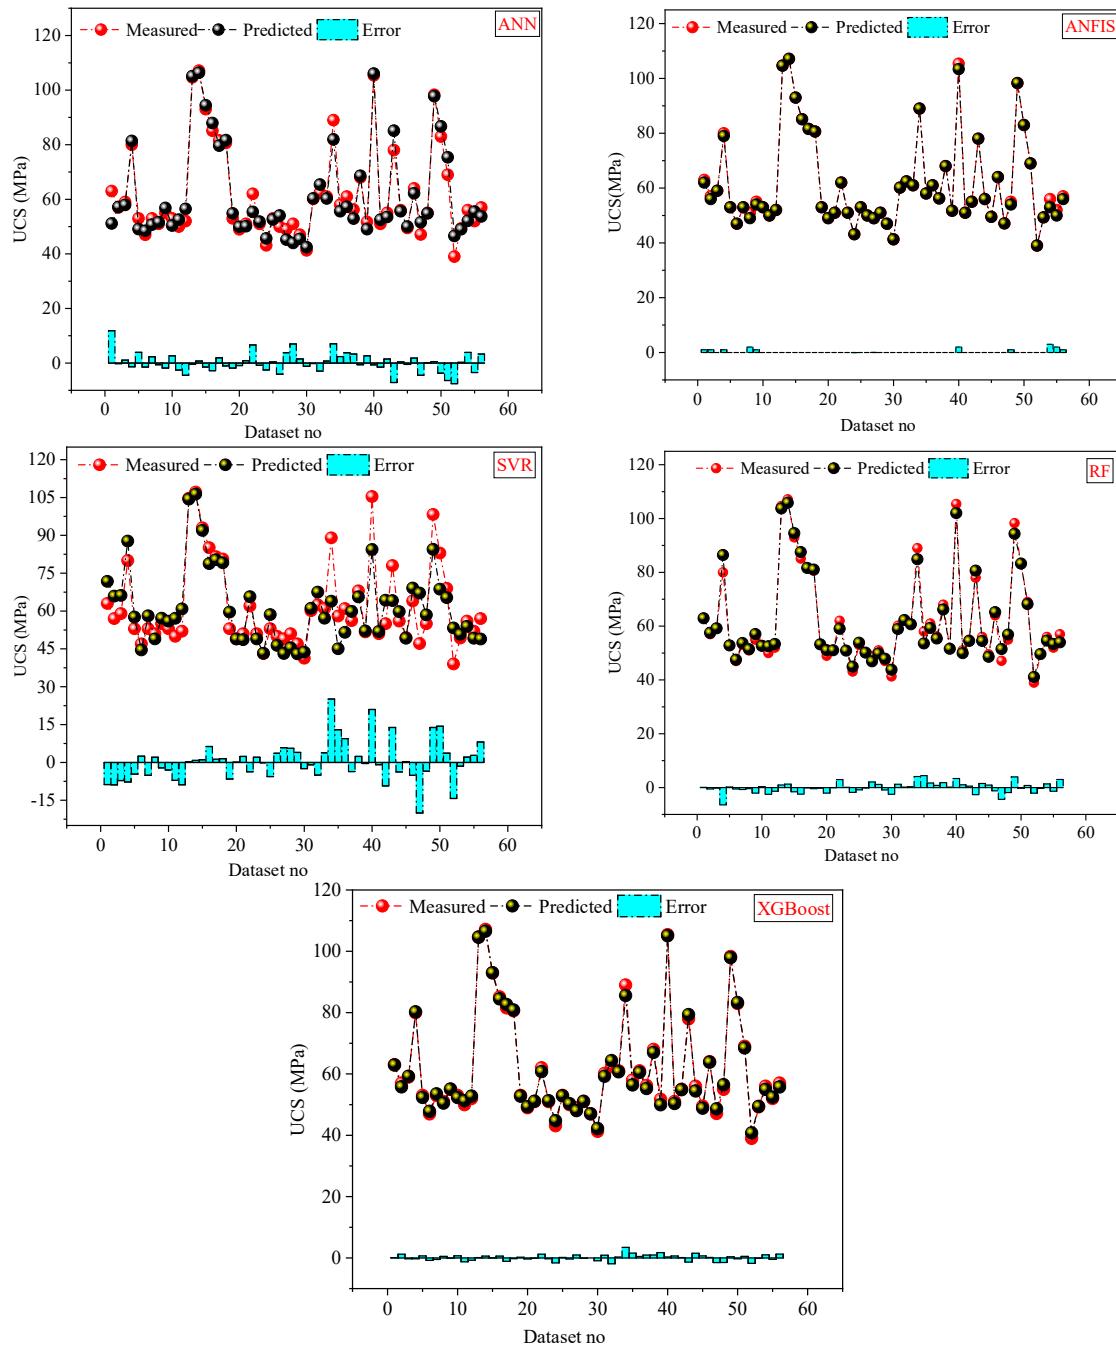 Measured Predicted Error ANN
120
100
80
60
40
20
0
UCS (MPa)
0 10 20 30 40 50 60
Dataset no
Measured Predicted Error ANFIS
120
100
80
60
40
20
0
UCS(MPa)
0 10 20 30 40 50 60
Dataset no
Measured Predicted Error SVR
120
105
90
75
60
45
30
15
0
-15
UCS (MPa)
0 10 20 30 40 50 60
Dataset no
Measured Predicted Error RF
120
100
80
60
40
20
0
UCS (MPa)
0 10 20 30 40 50 60
Dataset no
Measured Predicted Error XGBoost
120
100
80
60
40
20
0
UCS (MPa)
0 10 20 30 40 50 60
Dataset no